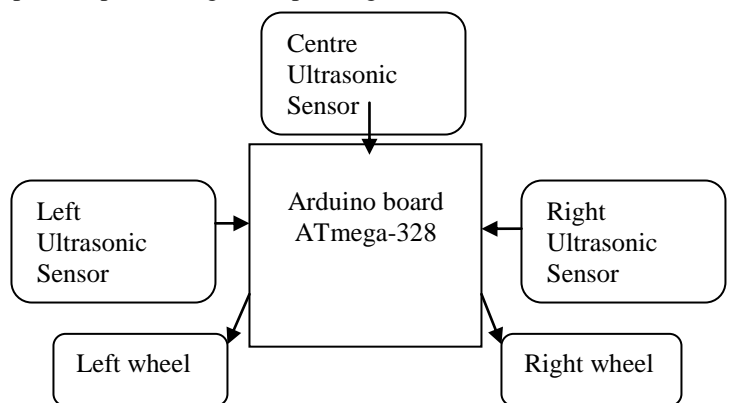 Centre
Ultrasonic
Sensor
Arduino board
ATmega-328
Left
Ultrasonic
Sensor
Right
Ultrasonic
Sensor
Left wheel
Right wheel